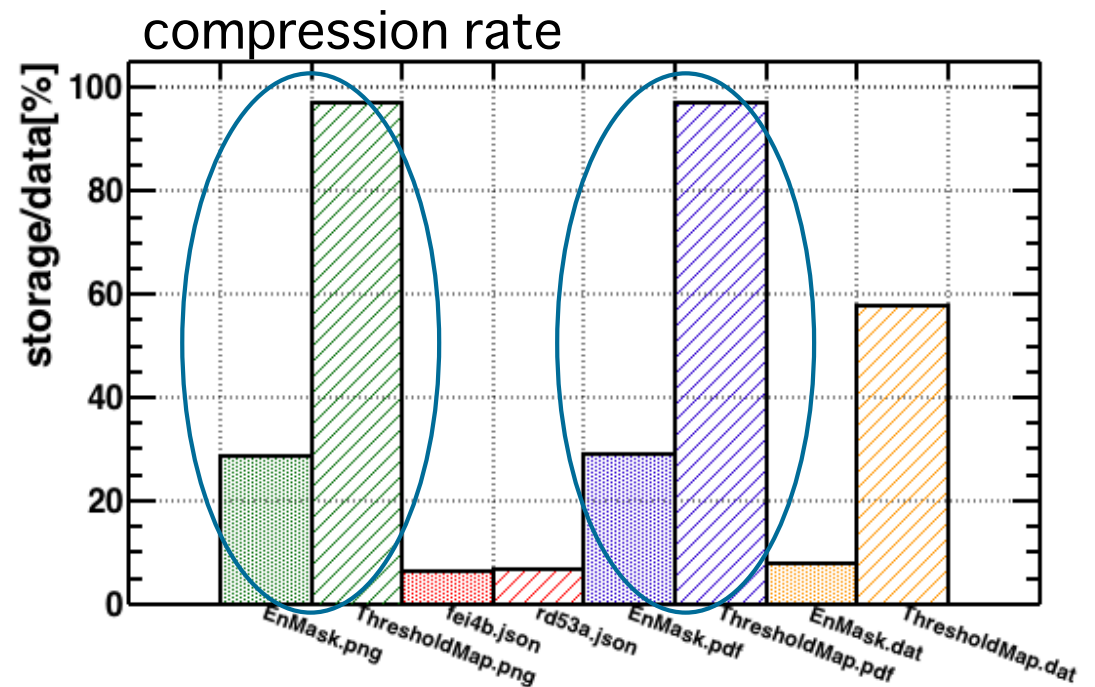 compression rate
storage/data[%]
100
80
60
40
20
0
EnMask.png
ThresholdMap.png
fei4b.json
rd53a.json
EnMask.pdf
ThresholdMap.pdf
EnMask.dat
ThresholdMap.dat